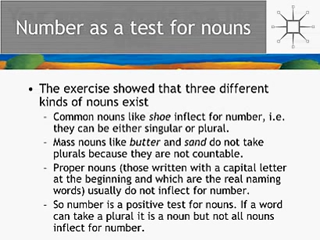 Number as a test for nouns
• The exercise showed that three different
kinds of nouns exist
– Common nouns like shoe inflect for number, i.e.
they can be either singular or plural.
– Mass nouns like butter and sand do not take
plurals because they are not countable.
– Proper nouns (those written with a capital letter
at the beginning and which are the real naming
words) usually do not inflect for number.
– So number is a positive test for nouns. If a word
can take a plural it is a noun but not all nouns
inflect for number.